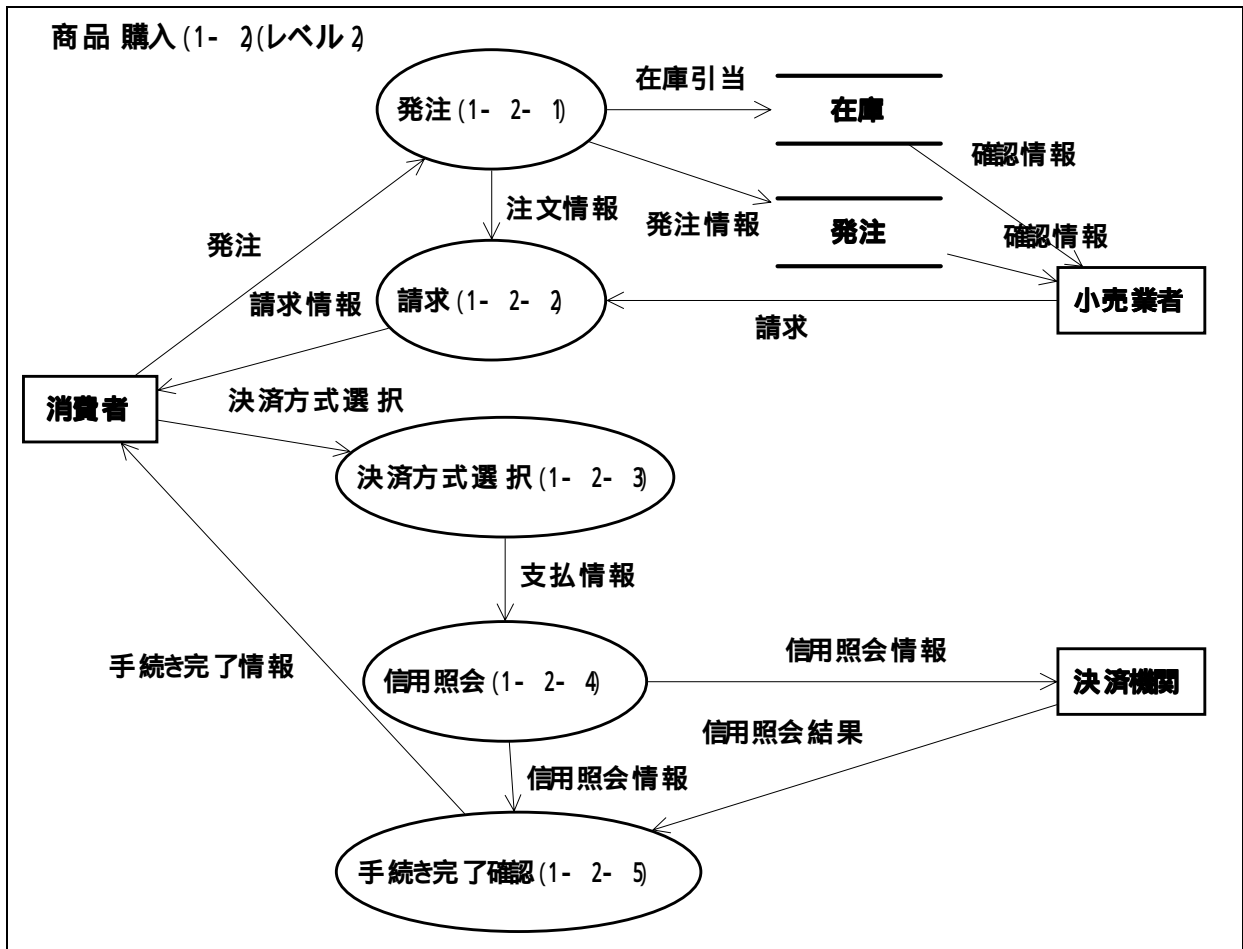 商品購入(1-2)(レベル2)
在庫引当
発注(1-2-1)
在庫
確認情報
注文情報
発注情報
発注
確認情報
発注
請求情報
請求(1-2-2)
小売業者
請求
消費者
決済方式選択
決済方式選択(1-2-3)
支払情報
手続き完了情報
信用照会(1-2-4)
信用照会情報
決済機関
信用照会結果
信用照会情報
手続き完了確認(1-2-5)